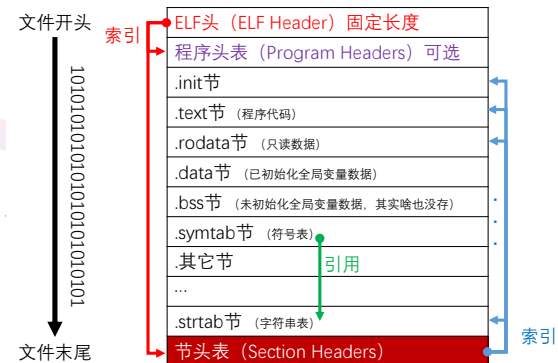 文件开头
索引
ELF头（ELF Header）固定长度
程序头表（Program Headers）可选
.init节
.text节（程序代码）
.rodata节（只读数据）
.data节（已初始化全局变量数据）
.bss节（未初始化全局变量数据，其实啥也没存）
.symtab节（符号表）
.其它节
引用
...
.strtab节（字符串表）
节头表（Section Headers）
索引
文件末尾